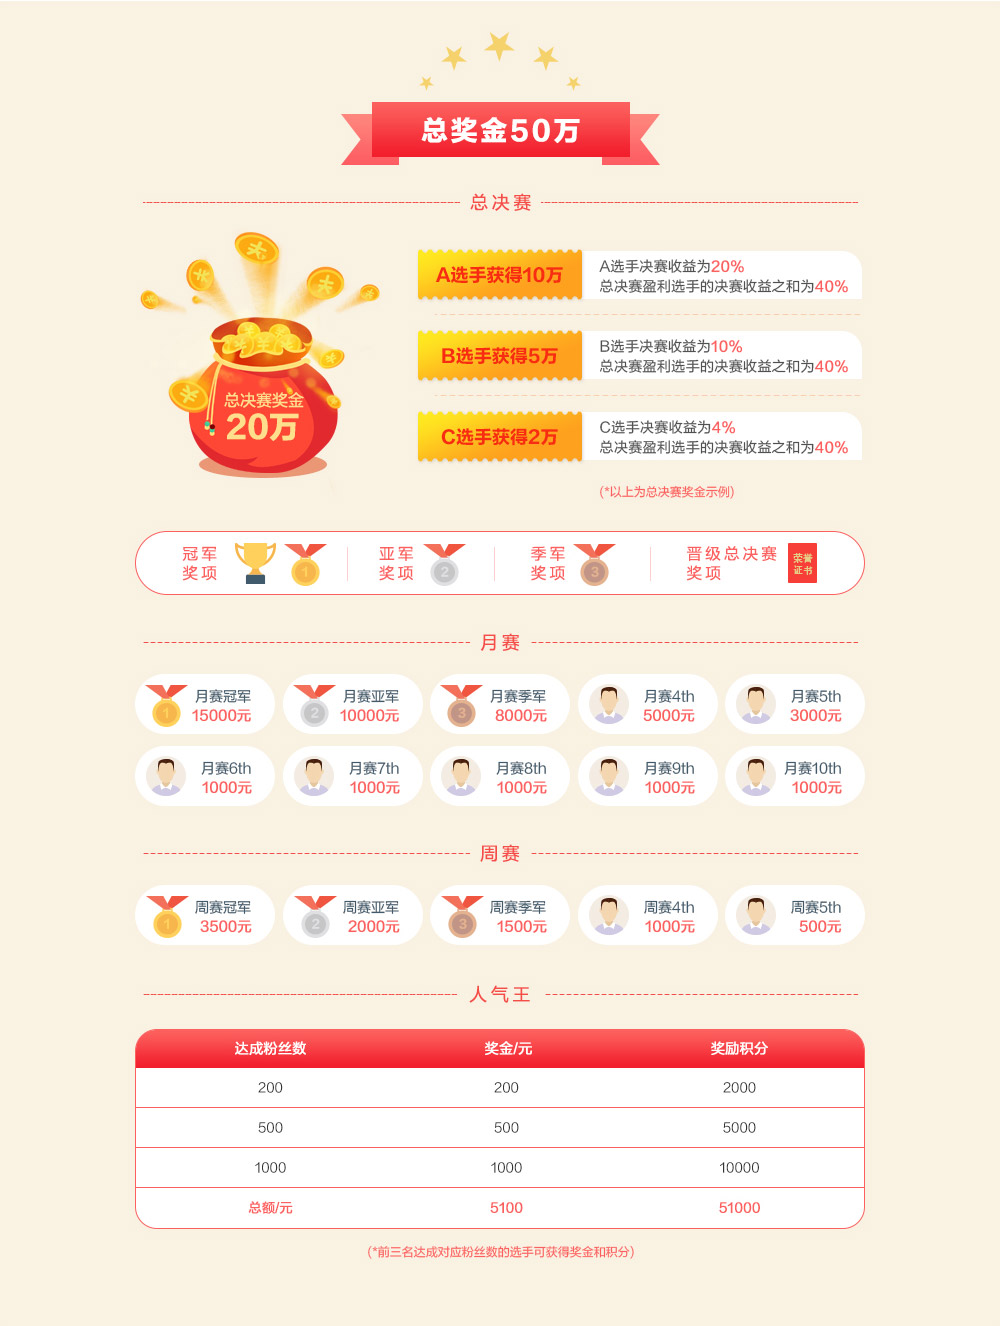 总奖金50万
总决赛
A选手获得10万
A选手决赛收益为20%
总决赛盈利选手的决赛收益之和为40%
B选手获得5万
B选手决赛收益为10%
总决赛盈利选手的决赛收益之和为40%
C选手获得2万
C选手决赛收益为4%
总决赛盈利选手的决赛收益之和为40%
总决赛奖金
20万
(*以上为总决赛奖金示例)
冠军
奖项
1
亚军
奖项
2
季军
奖项
3
晋级总决赛
奖项
荣誉
证书
月赛
1
月赛冠军
15000元
2
月赛亚军
10000元
3
月赛季军
8000元
月赛4th
5000元
月赛5th
3000元
月赛6th
1000元
月赛7th
1000元
月赛8th
1000元
月赛9th
1000元
月赛10th
1000元
周赛
1
周赛冠军
3500元
2
周赛亚军
2000元
3
周赛季军
1500元
周赛4th
1000元
周赛5th
500元
人气王
达成粉丝数 奖金/元 奖励积分
200 200 2000
500 500 5000
1000 1000 10000
总额/元 5100 51000
(*前三名达成对应粉丝数的选手可获得奖金和积分)